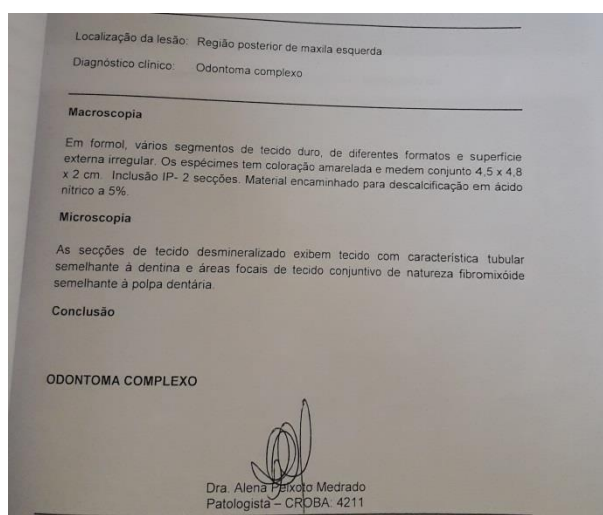 Localização da lesão: Região posterior de maxila esquerda
Diagnóstico clínico: Odontoma complexo
Macroscopia
Em formol, vários segmentos de tecido duro, de diferentes formatos e superfície
externa irregular. Os espécimes tem coloração amarelada e medem conjunto 4,5 x 4,8
x 2 cm. Inclusão IP- 2 secções. Material encaminhado para descalcificação em ácido
nítrico a 5%.
Microscopia
As secções de tecido desmineralizado exibem tecido com característica tubular
semelhante à dentina e áreas focais de tecido conjuntivo de natureza fibromixóide
semelhante à polpa dentária.
Conclusão
ODONTOMA COMPLEXO
Dra. Alena Peixoto Medrado
Patologista – CROBA: 4211